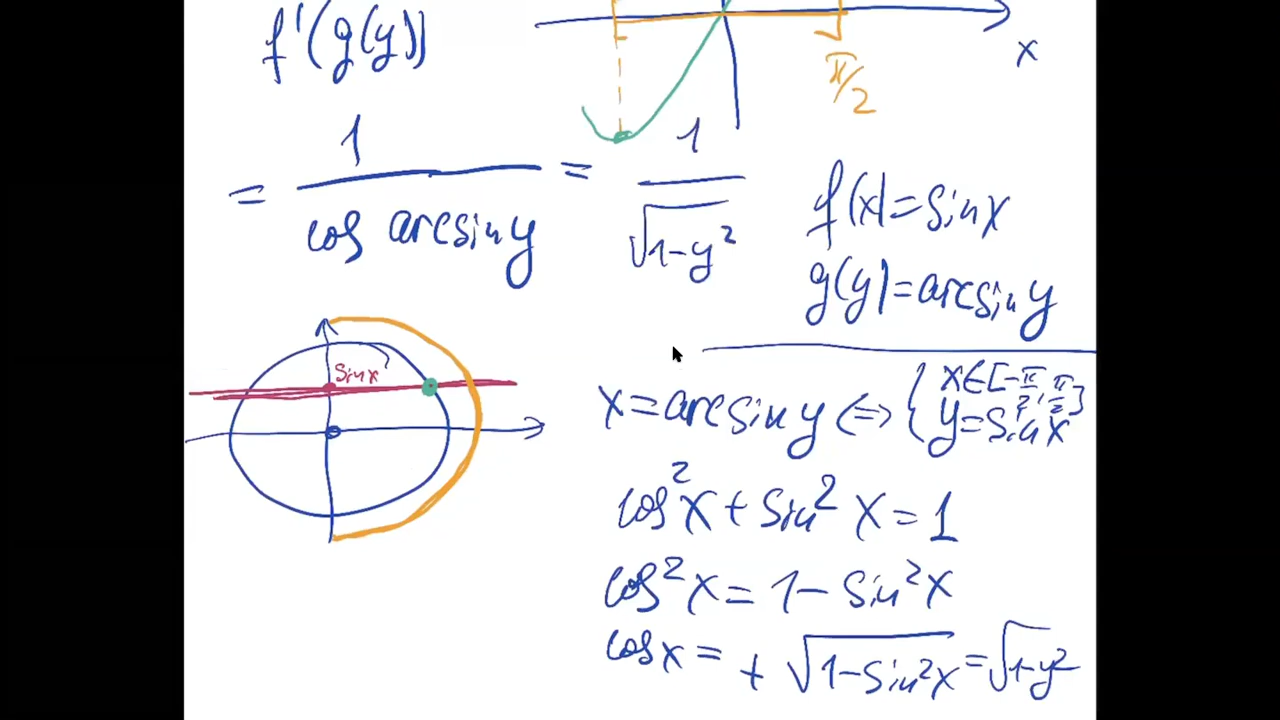 f'(g(y))
x
π/2
= 1 / cos arcsin y = 1 / √1-y²
f(x)=sin x
g(y)=arcsin y
sin x
x=arcsin y ⇔ { x∈[-π/2, π/2]
y=sin x
cos²x + sin²x = 1
cos²x = 1 - sin²x
cos x = + √1-sin²x = √1-y²